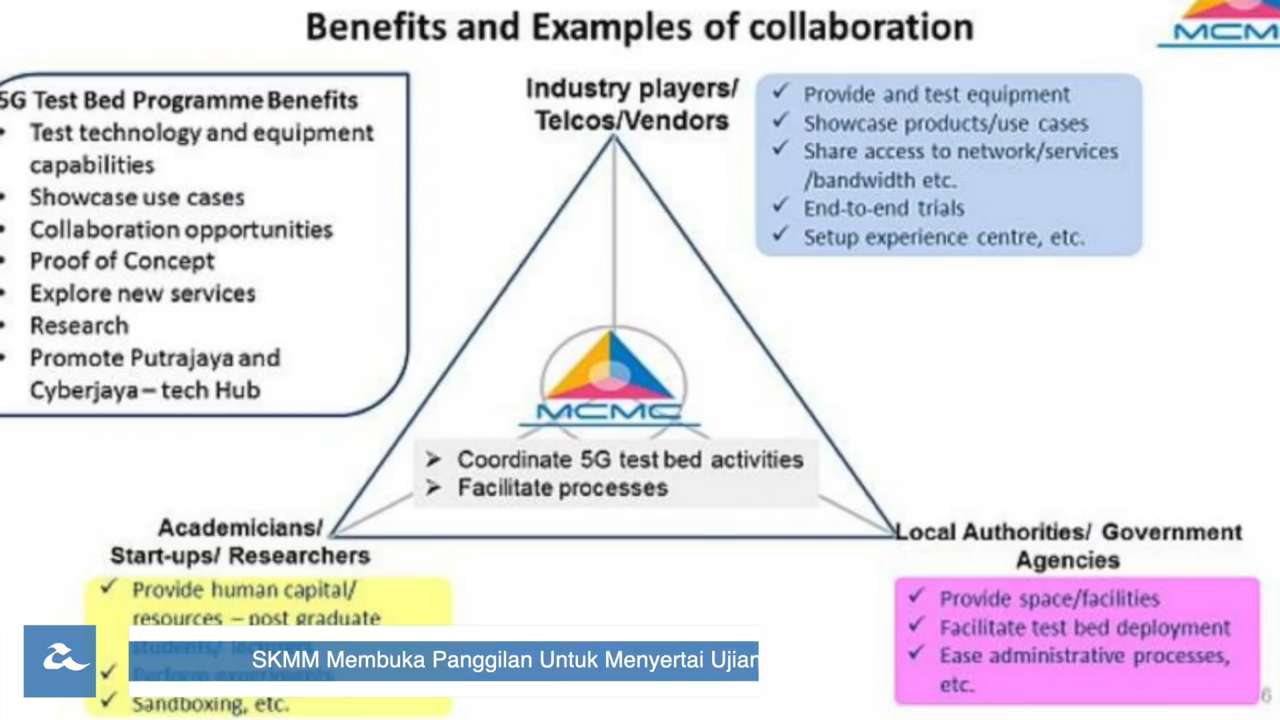 Benefits and Examples of collaboration
MCM
5G Test Bed Programme Benefits
• Test technology and equipment
capabilities
• Showcase use cases
• Collaboration opportunities
• Proof of Concept
• Explore new services
• Research
• Promote Putrajaya and
Cyberjaya – tech Hub
Industry players/
Telcos/Vendors
✓ Provide and test equipment
✓ Showcase products/use cases
✓ Share access to network/services
/bandwidth etc.
✓ End-to-end trials
✓ Setup experience centre, etc.
MCMC
➢ Coordinate 5G test bed activities
➢ Facilitate processes
Academicians/
Start-ups/ Researchers
✓ Provide human capital/
resources – post graduate
students/
✓ Perform experiments
✓ Sandboxing, etc.
Local Authorities/ Government
Agencies
✓ Provide space/facilities
✓ Facilitate test bed deployment
✓ Ease administrative processes,
etc.
SKMM Membuka Panggilan Untuk Menyertai Ujian
6